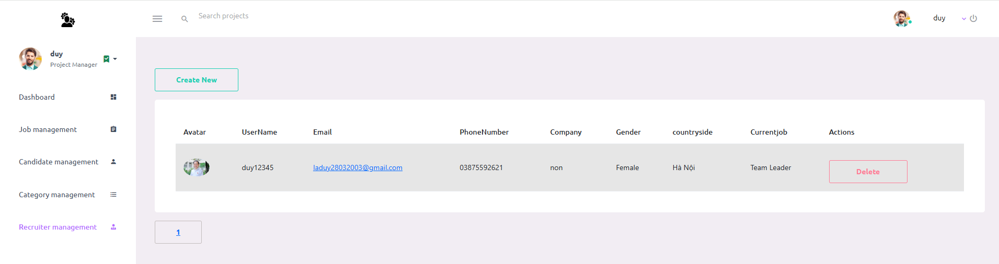 Search projects
duy
duy
Project Manager
Dashboard
Job management
Candidate management
Category management
Recruiter management
Create New
Avatar UserName Email PhoneNumber Company Gender countryside Currentjob Actions
duy12345 laduy28032003@gmail.com 03875592621 non Female Hà Nội Team Leader Delete
1